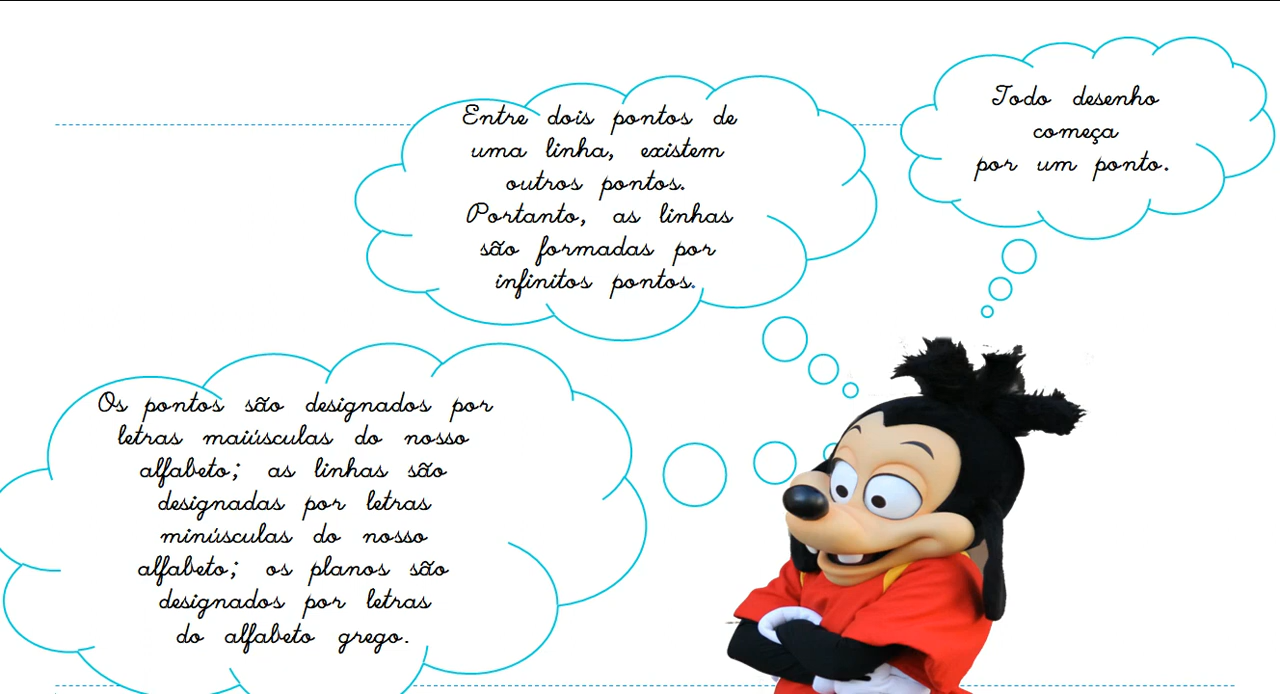 Todo desenho
começa
por um ponto.
Entre dois pontos de
uma linha, existem
outros pontos.
Portanto, as linhas
são formadas por
infinitos pontos.
Os pontos são designados por
letras maiúsculas do nosso
alfabeto; as linhas são
designadas por letras
minúsculas do nosso
alfabeto; os planos são
designados por letras
do alfabeto grego.